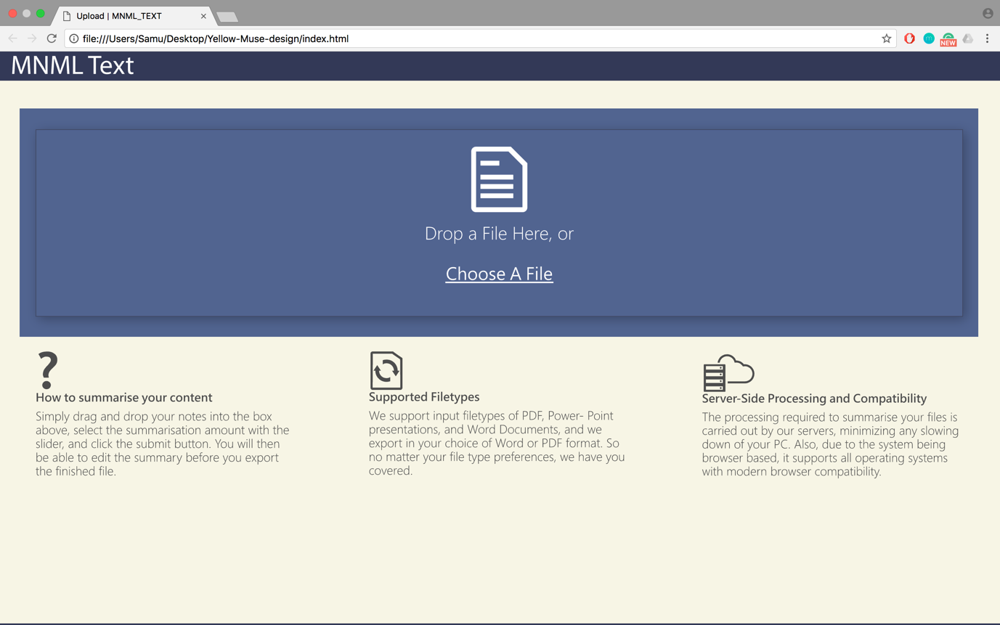 Upload | MNML_TEXT
file:///Users/Samu/Desktop/Yellow-Muse-design/index.html
m
NEW
MNML Text
Drop a File Here, or
Choose A File
?
How to summarise your content
Simply drag and drop your notes into the box
above, select the summarisation amount with the
slider, and click the submit button. You will then
be able to edit the summary before you export
the finished file.
Supported Filetypes
We support input filetypes of PDF, Power- Point
presentations, and Word Documents, and we
export in your choice of Word or PDF format. So
no matter your file type preferences, we have you
covered.
Server-Side Processing and Compatibility
The processing required to summarise your files is
carried out by our servers, minimizing any slowing
down of your PC. Also, due to the system being
browser based, it supports all operating systems
with modern browser compatibility.